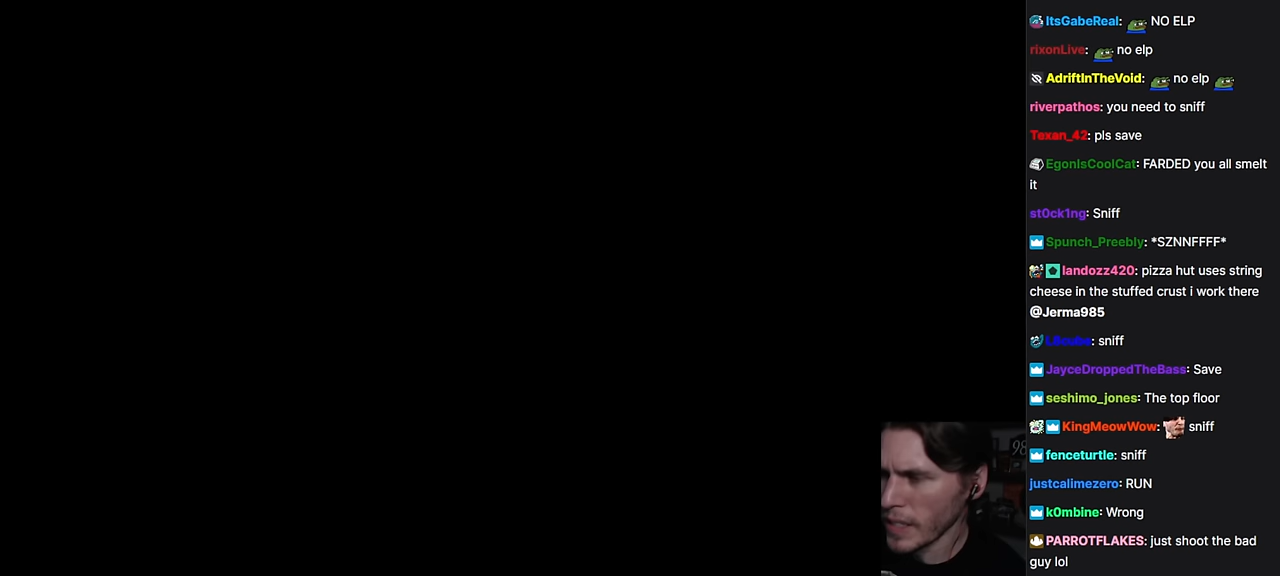 ItsGabeReal: NO ELP
rixonLive: no elp
AdriftInTheVoid: no elp
riverpathos: you need to sniff
Texan_42: pls save
EgonIsCoolCat: FARDED you all smelt
it
st0ck1ng: Sniff
Spunch_Preebly: *SZNNFFFF*
landozz420: pizza hut uses string
cheese in the stuffed crust i work there
@Jerma985
: sniff
JayceDroppedTheBass: Save
seshimo_jones: The top floor
KingMeowWow: sniff
98
fenceturtle: sniff
justcalimezero: RUN
k0mbine: Wrong
PARROTFLAKES: just shoot the bad
guy lol